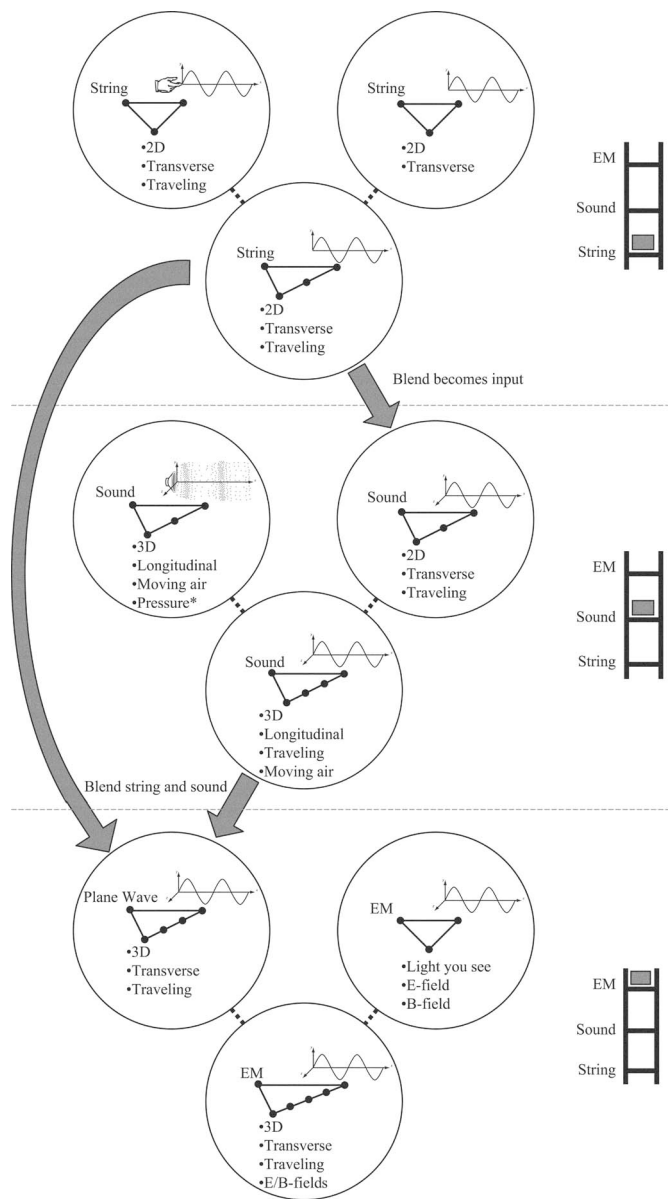 String
•2D
•Transverse
•Traveling
String
•2D
•Transverse
EM
Sound
String
String
•2D
•Transverse
•Traveling
Blend becomes input
Sound
•3D
•Longitudinal
•Moving air
•Pressure*
Sound
•2D
•Transverse
•Traveling
EM
Sound
String
Sound
•3D
•Longitudinal
•Traveling
•Moving air
Blend string and sound
Plane Wave
•3D
•Transverse
•Traveling
EM
•Light you see
•E-field
•B-field
EM
Sound
String
EM
•3D
•Transverse
•Traveling
•E/B-fields